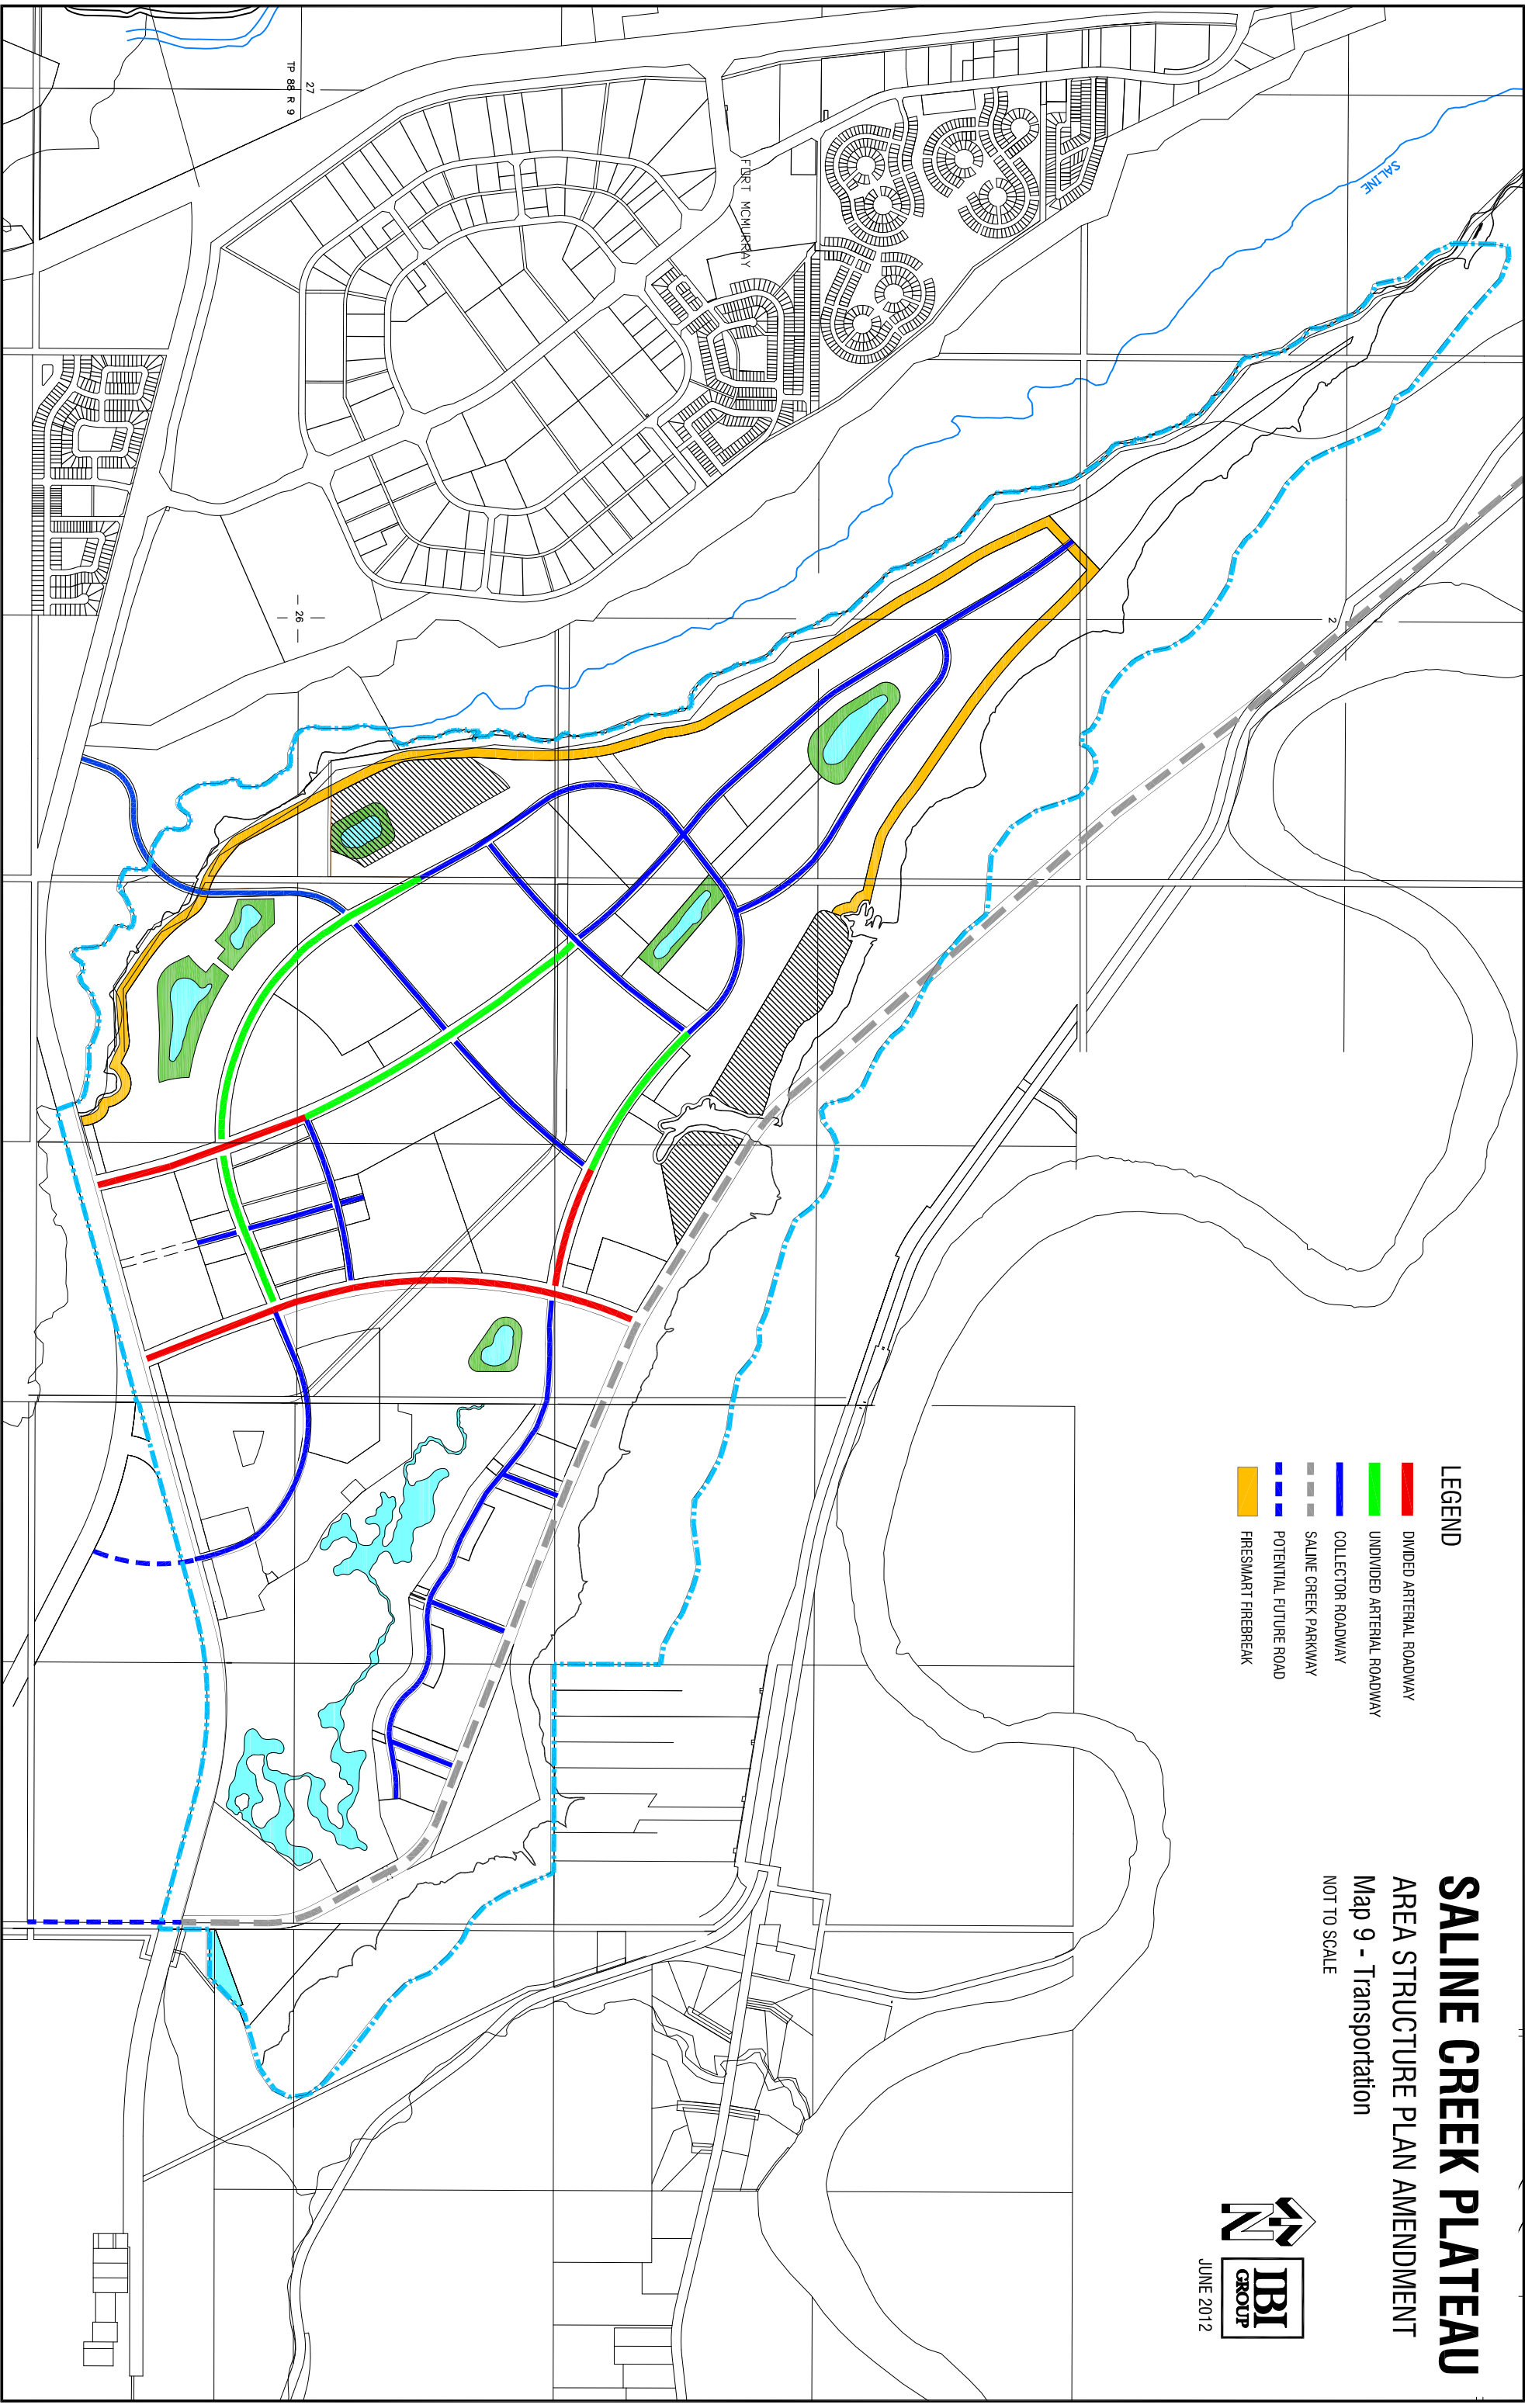 SALINE CREEK PLATEAU
AREA STRUCTURE PLAN AMENDMENT
Map 9 - Transportation
NOT TO SCALE
N
IBI
GROUP
JUNE 2012
LEGEND
DIVIDED ARTERIAL ROADWAY
UNDIVIDED ARTERIAL ROADWAY
COLLECTOR ROADWAY
SALINE CREEK PARKWAY
POTENTIAL FUTURE ROAD
FIRESMART FIREBREAK
SALINE
2
FORT MCMURRAY
27
TP 88 R 9
26